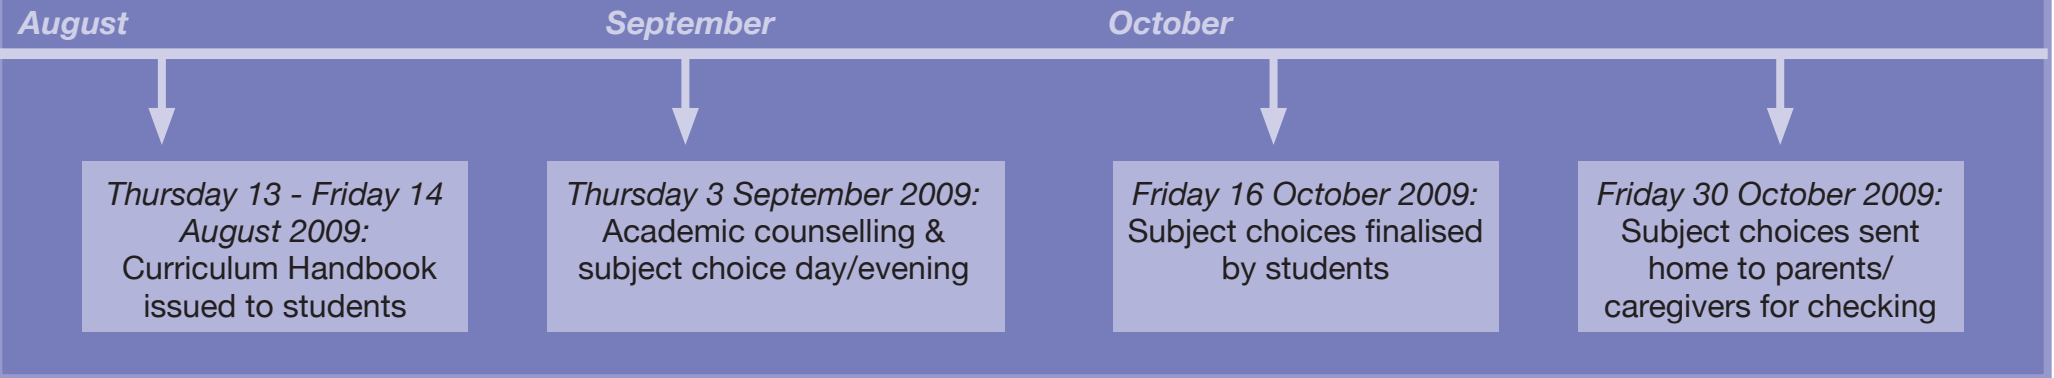 August
September
October
Thursday 13 - Friday 14
August 2009:
Curriculum Handbook
issued to students
Thursday 3 September 2009:
Academic counselling &
subject choice day/evening
Friday 16 October 2009:
Subject choices finalised
by students
Friday 30 October 2009:
Subject choices sent
home to parents/
caregivers for checking